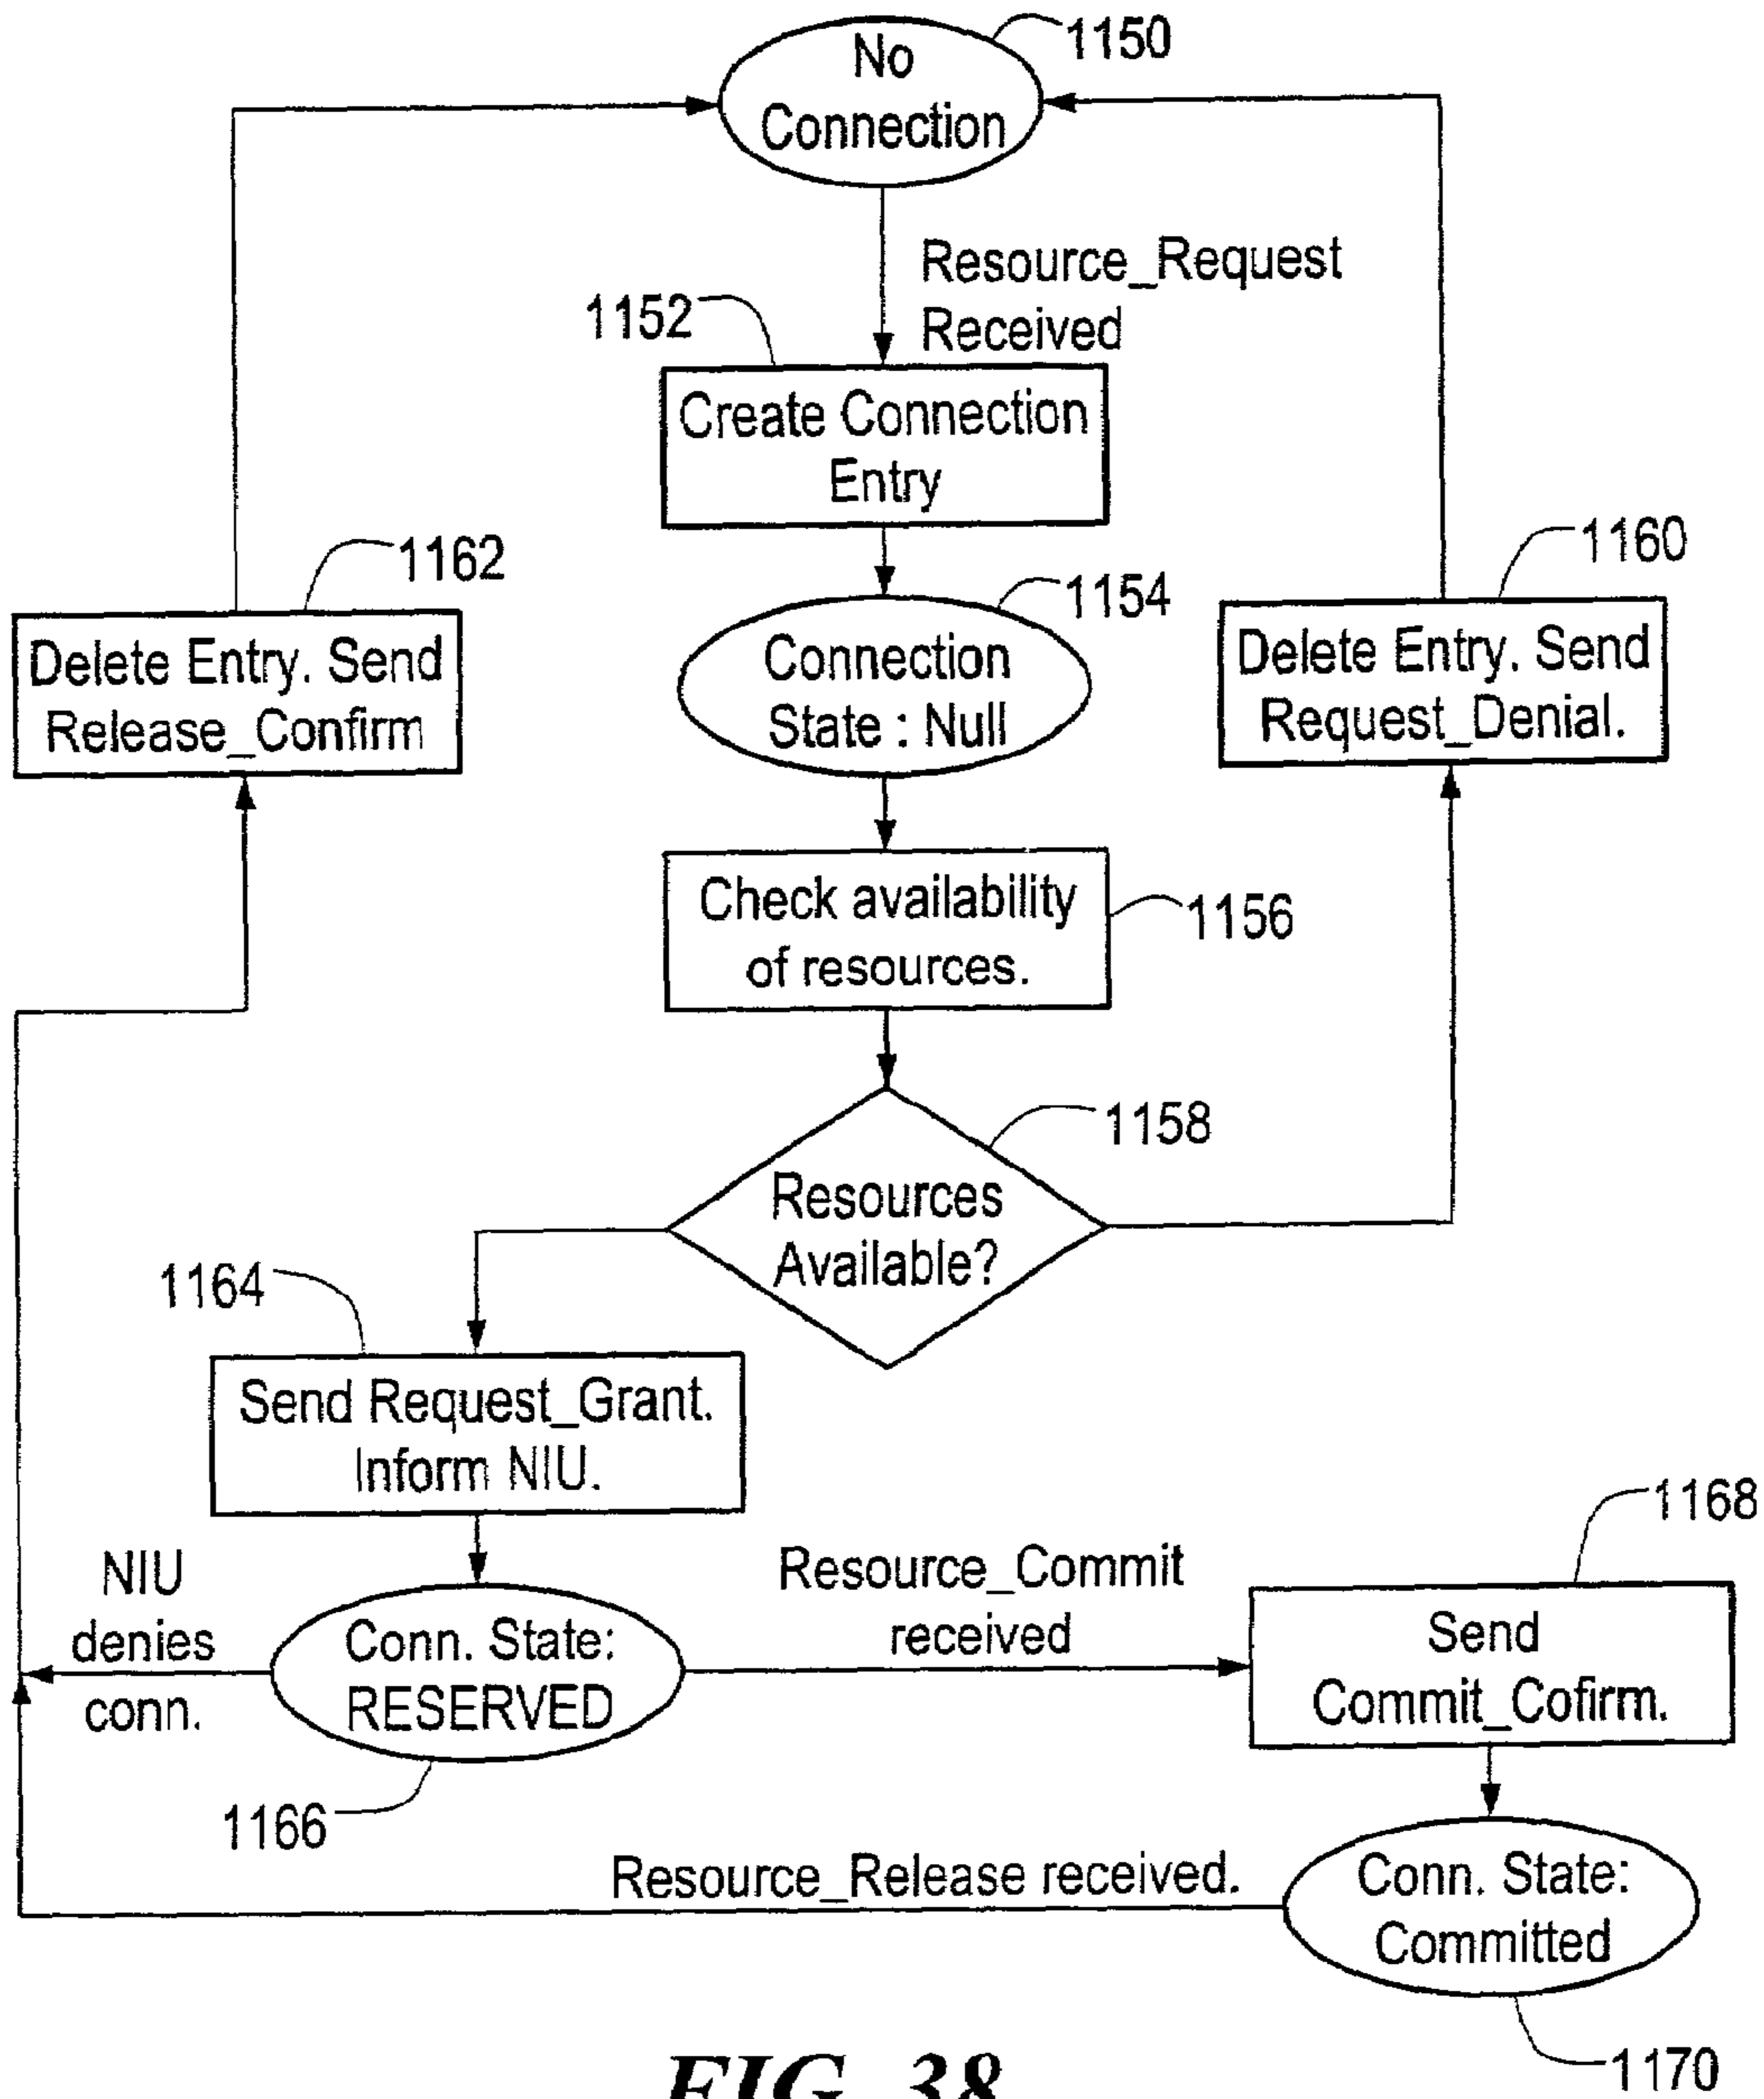 No
Connection
1150
Resource_Request
Received
1152
Create Connection
Entry
1162
1154
1160
Delete Entry. Send
Release_Confirm
Connection
State : Null
Delete Entry. Send
Request_Denial.
Check availability
of resources.
1156
1158
Resources
Available?
1164
Send Request_Grant.
Inform NIU.
1168
NIU
denies
conn.
Conn. State:
RESERVED
Resource_Commit
received
Send
Commit_Cofirm.
1166
Resource_Release received.
Conn. State:
Committed
1170
FIG. 38